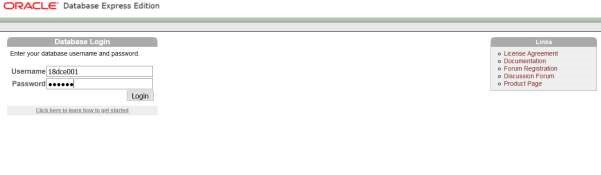 ORACLE Database Express Edition
Database Login
Enter your database username and password
Username 18dce001
Password ••••••
Login
Click here to learn how to get started
Links
License Agreement
Documentation
Forum Registration
Discussion Forum
Product Page